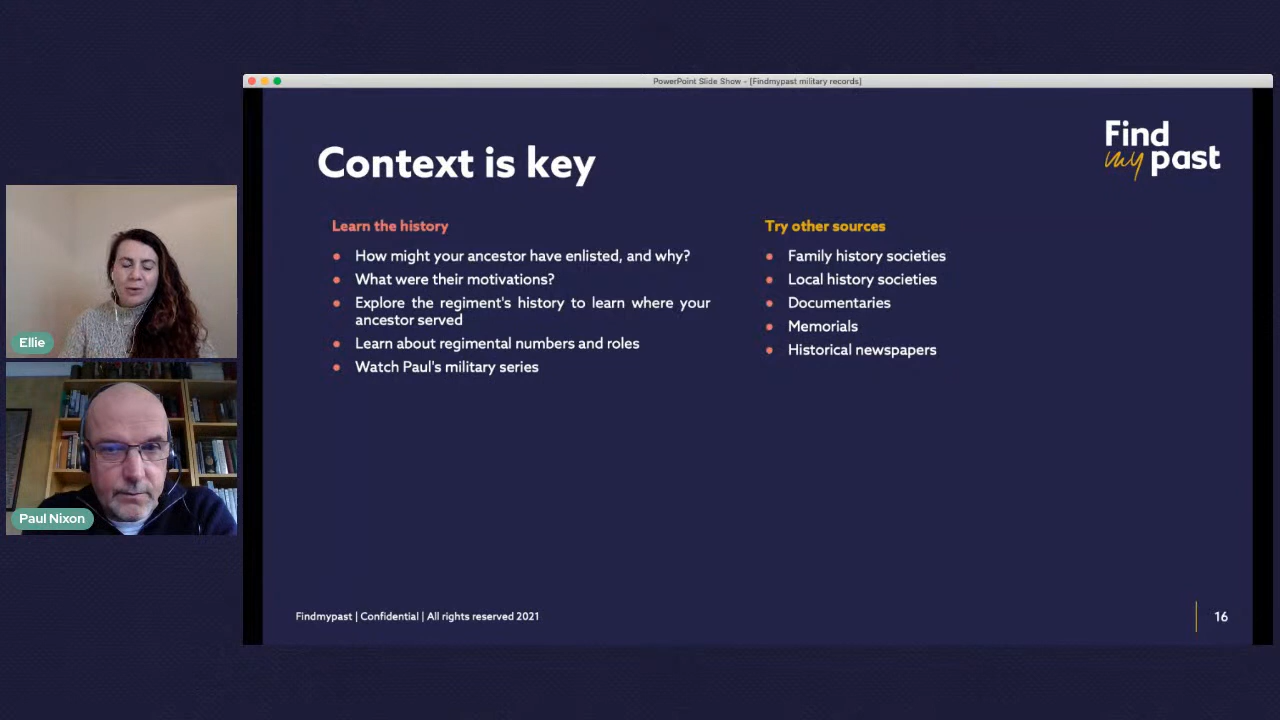 PowerPoint Slide Show - [Findmypast military records]
Find
my past
Context is key
Learn the history
• How might your ancestor have enlisted, and why?
• What were their motivations?
• Explore the regiment's history to learn where your
ancestor served
• Learn about regimental numbers and roles
• Watch Paul's military series
Try other sources
• Family history societies
• Local history societies
• Documentaries
• Memorials
• Historical newspapers
Ellie
Paul Nixon
Findmypast | Confidential | All rights reserved 2021
16